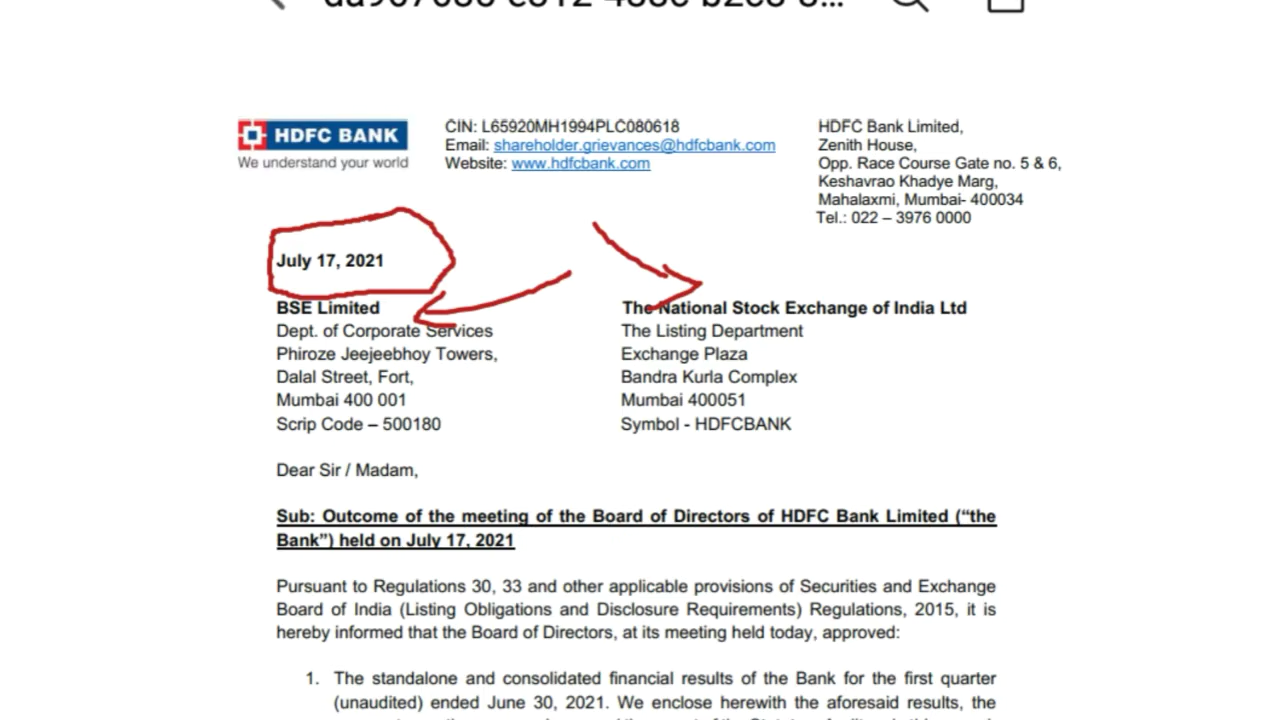 HDFC BANK
We understand your world
CIN: L65920MH1994PLC080618
Email: shareholder.grievances@hdfcbank.com
Website: www.hdfcbank.com
HDFC Bank Limited,
Zenith House,
Opp. Race Course Gate no. 5 & 6,
Keshavrao Khadye Marg,
Mahalaxmi, Mumbai- 400034
Tel.: 022 – 3976 0000
July 17, 2021
BSE Limited
Dept. of Corporate Services
Phiroze Jeejeebhoy Towers,
Dalal Street, Fort,
Mumbai 400 001
Scrip Code – 500180
The National Stock Exchange of India Ltd
The Listing Department
Exchange Plaza
Bandra Kurla Complex
Mumbai 400051
Symbol - HDFCBANK
Dear Sir / Madam,
Sub: Outcome of the meeting of the Board of Directors of HDFC Bank Limited (“the
Bank”) held on July 17, 2021
Pursuant to Regulations 30, 33 and other applicable provisions of Securities and Exchange
Board of India (Listing Obligations and Disclosure Requirements) Regulations, 2015, it is
hereby informed that the Board of Directors, at its meeting held today, approved:
1. The standalone and consolidated financial results of the Bank for the first quarter
(unaudited) ended June 30, 2021. We enclose herewith the aforesaid results, the